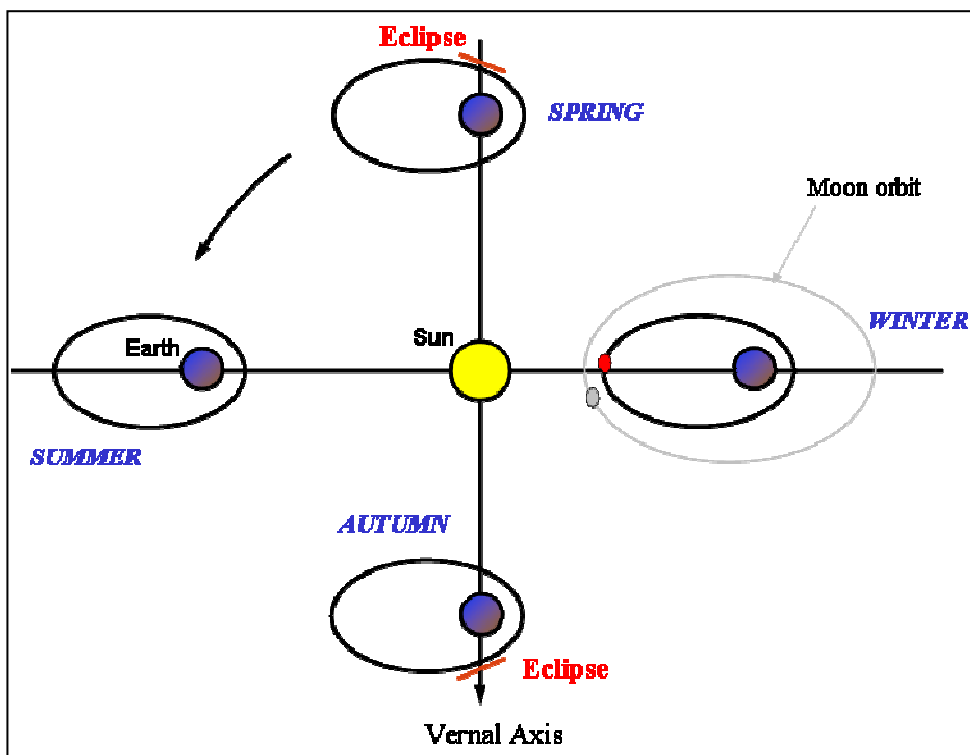 Eclipse
SPRING
Moon orbit
WINTER
Sun
Earth
SUMMER
AUTUMN
Eclipse
Vernal Axis